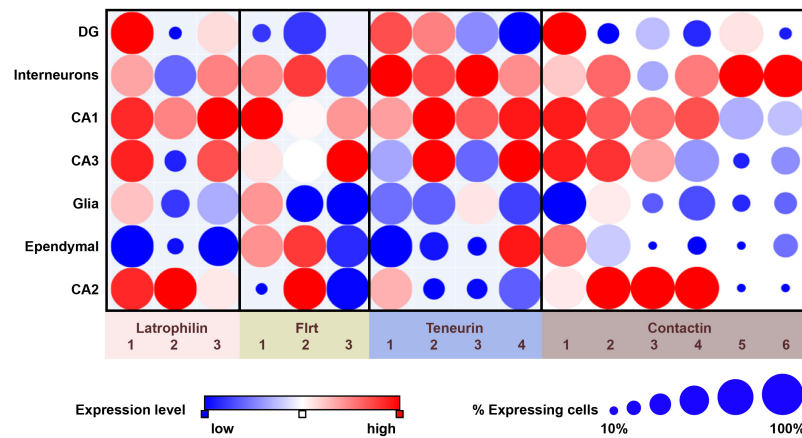 DG
Interneurons
CA1
CA3
Glia
Ependymal
CA2
Latrophilin Flrt Teneurin Contactin
1 2 3 1 2 3 1 2 3 4 1 2 3 4 5 6
Expression level
low high
% Expressing cells
10% 100%